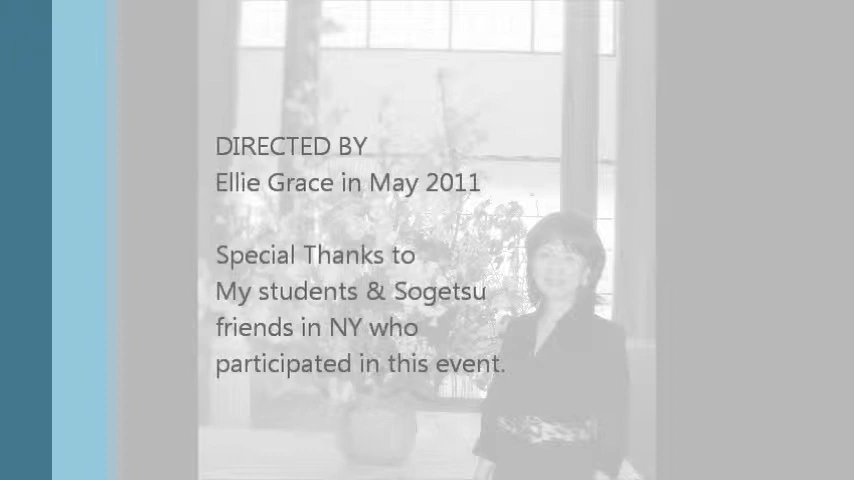 DIRECTED BY
Ellie Grace in May 2011
Special Thanks to
My students & Sogetsu
friends in NY who
participated in this event.